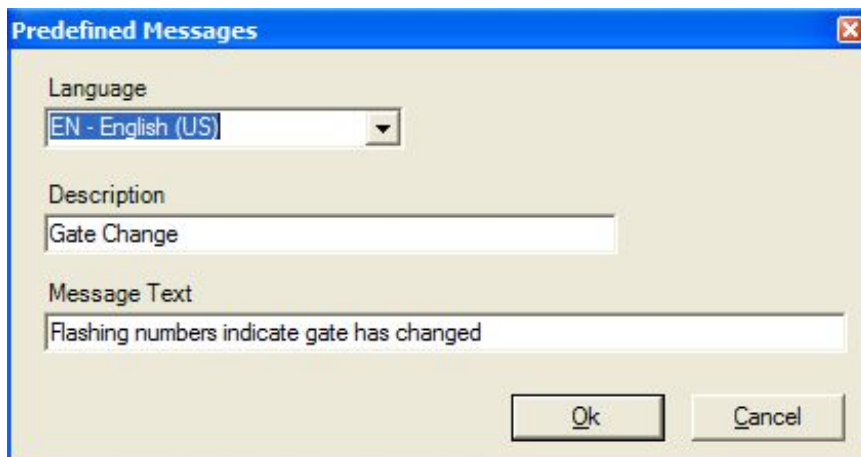 Predefined Messages
Language
EN - English (US)
Description
Gate Change
Message Text
Flashing numbers indicate gate has changed
Ok
Cancel